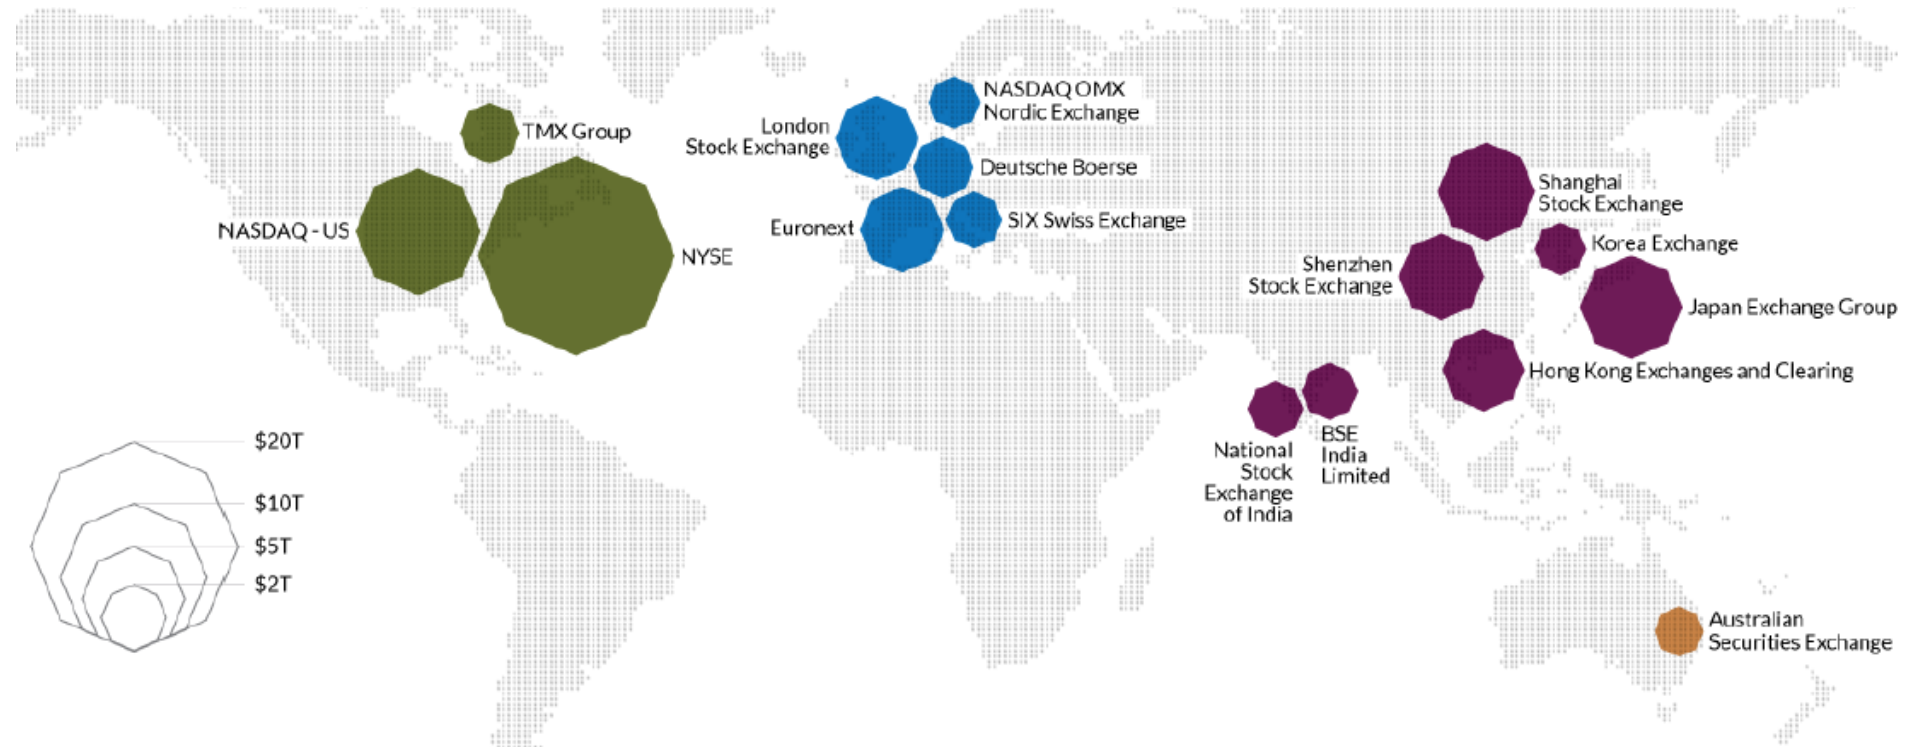 NASDAQ OMX
Nordic Exchange
London
Stock Exchange
TMX Group
Deutsche Boerse
Shanghai
Stock Exchange
SIX Swiss Exchange
Euronext
NASDAQ - US
NYSE
Korea Exchange
Shenzhen
Stock Exchange
Japan Exchange Group
Hong Kong Exchanges and Clearing
National
Stock
Exchange
of India
BSE
India
Limited
$20T
$10T
$5T
$2T
Australian
Securities Exchange